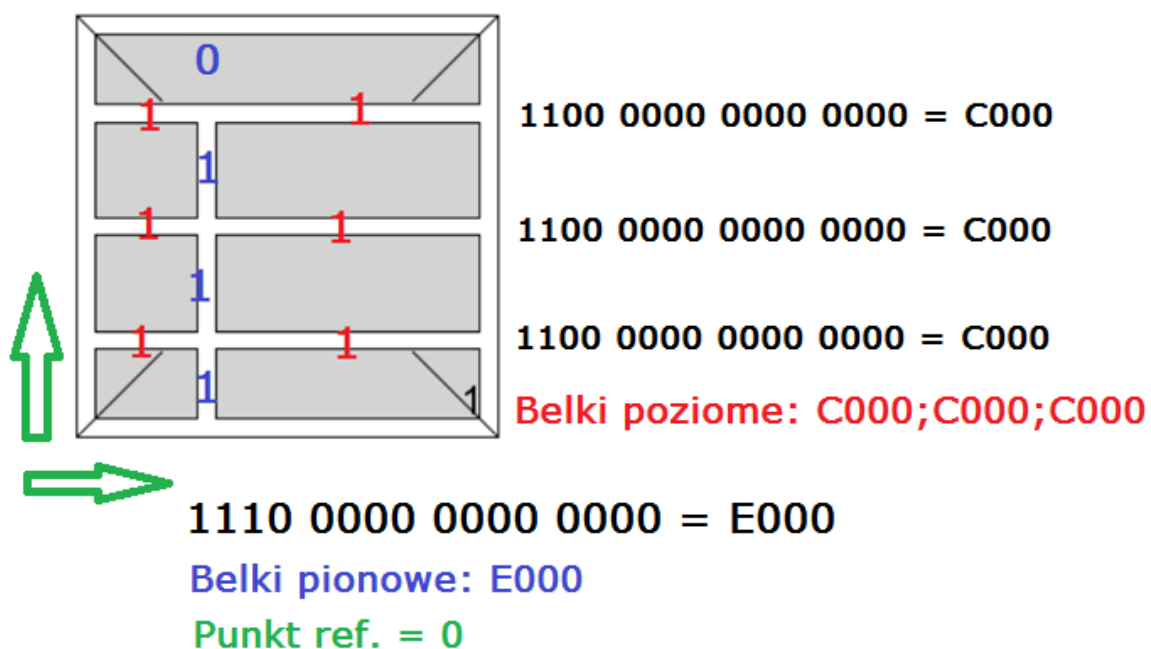 0
1 1
1100 0000 0000 0000 = C000
1
1 1
1100 0000 0000 0000 = C000
1
1 1
1100 0000 0000 0000 = C000
1
1
Belki poziome: C000;C000;C000
1110 0000 0000 0000 = E000
Belki pionowe: E000
Punkt ref. = 0